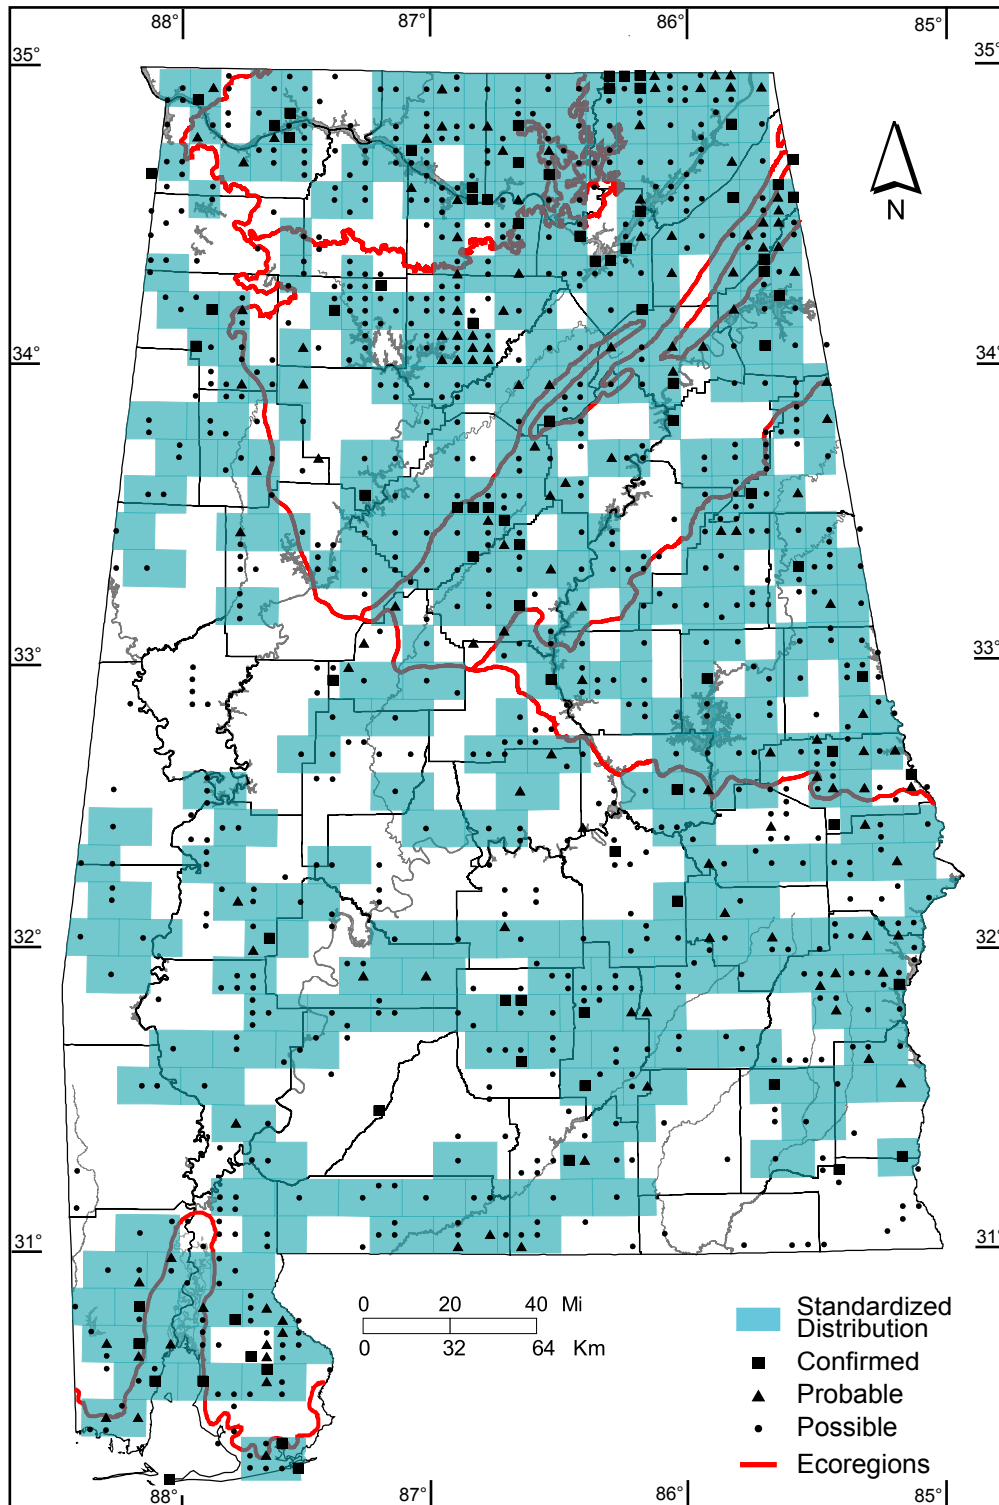 88° 87° 86° 85°
35° 35°
N
34° 34°
33° 33°
32° 32°
31° 31°
0 20 40 Mi
0 32 64 Km
Standardized
Distribution
Confirmed
Probable
Possible
Ecoregions
88° 87° 86° 85°